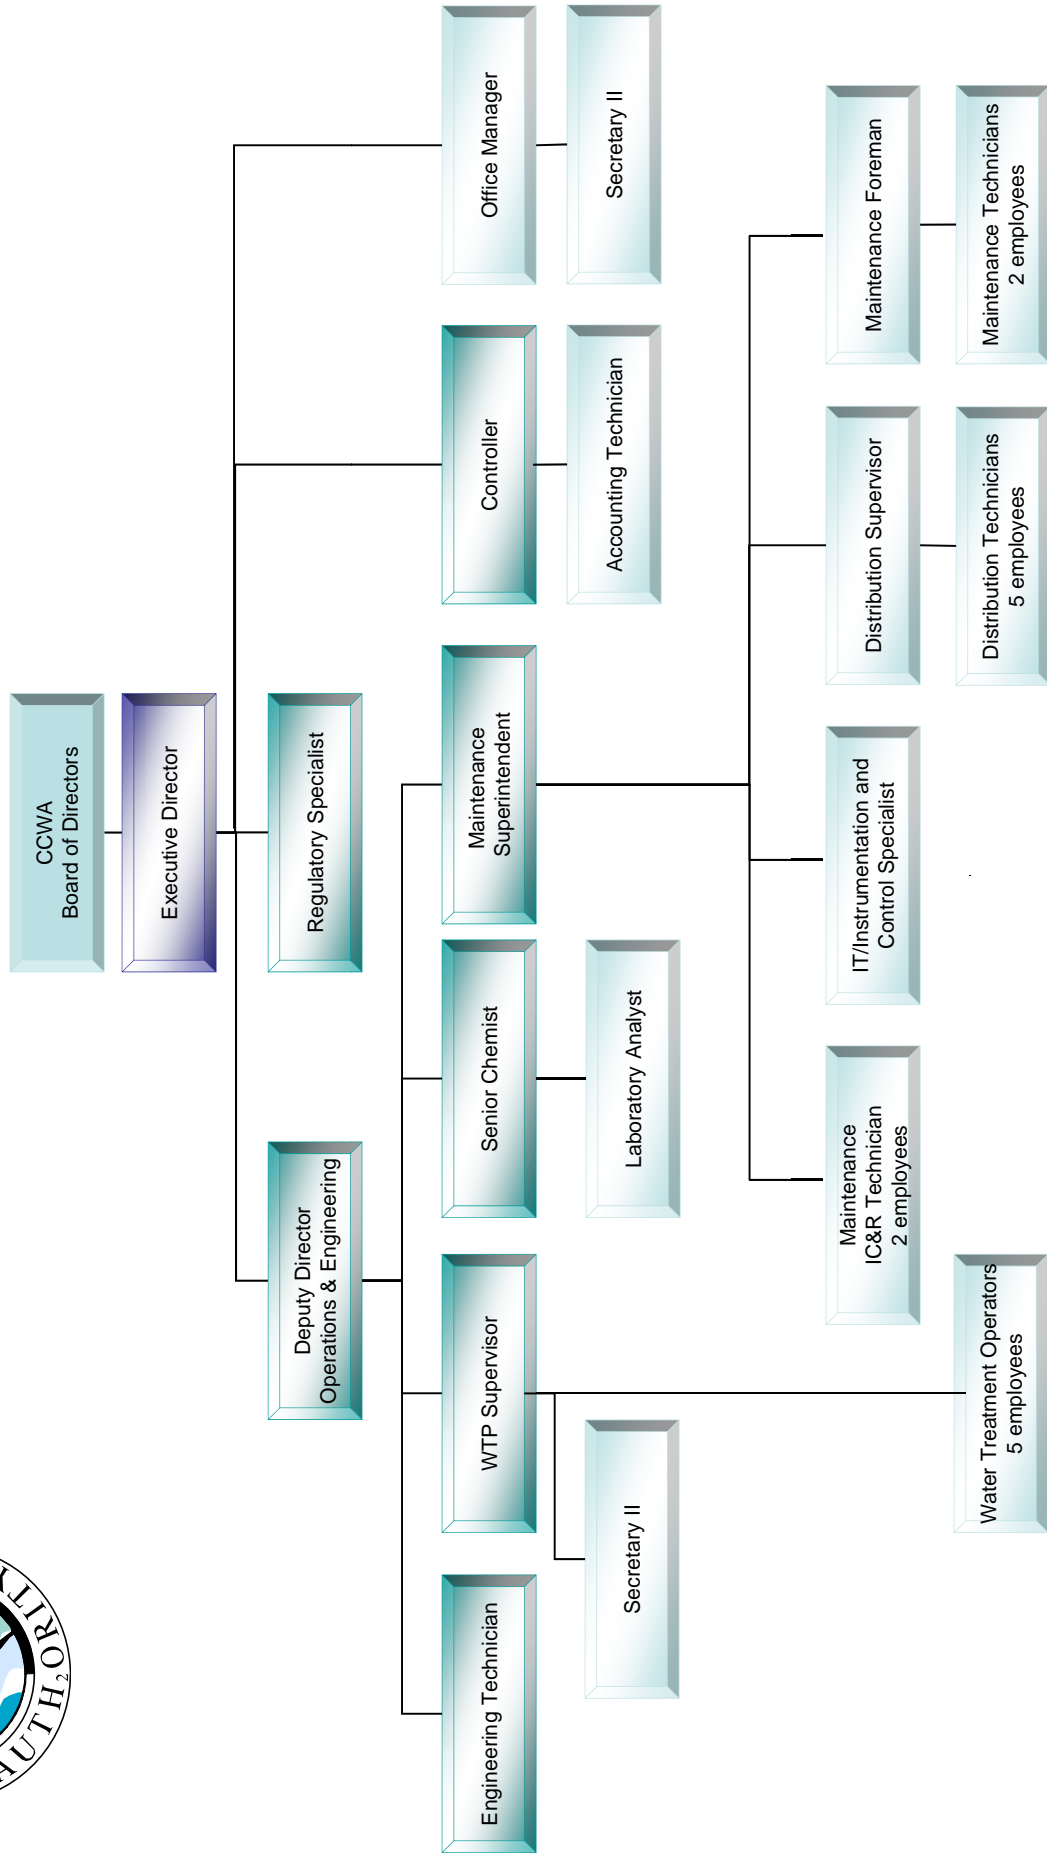 CCWA
Board of Directors
Executive Director
Deputy Director
Operations & Engineering
Regulatory Specialist
Engineering Technician
WTP Supervisor
Senior Chemist
Maintenance
Superintendent
Controller
Office Manager
Secretary II
Laboratory Analyst
Accounting Technician
Secretary II
Maintenance
IC&R Technician
2 employees
IT/Instrumentation and
Control Specialist
Distribution Supervisor
Maintenance Foreman
Water Treatment Operators
5 employees
Distribution Technicians
5 employees
Maintenance Technicians
2 employees
AUTH₂ORITY